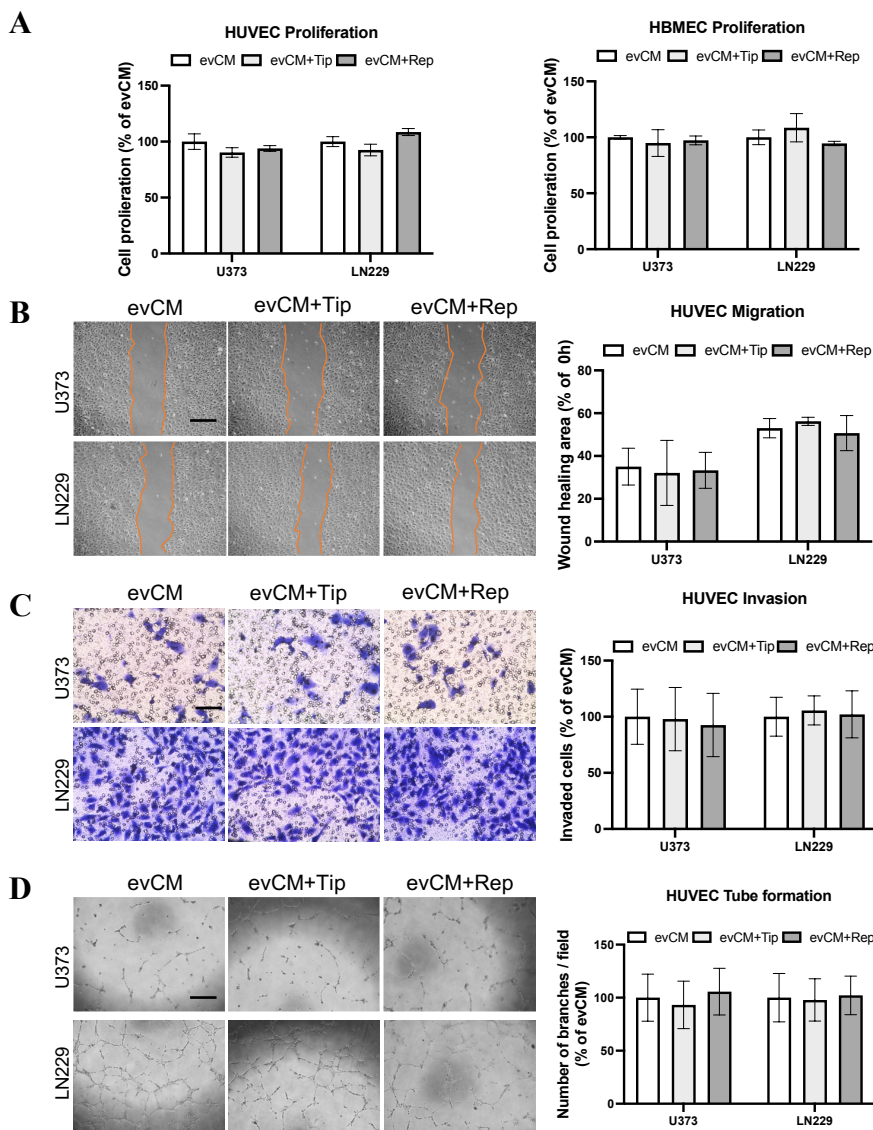 A
HUVEC Proliferation
evCM evCM+Tip evCM+Rep
Cell prolieration (% of evCM)
150
100
50
0
U373 LN229
HBMEC Proliferation
evCM evCM+Tip evCM+Rep
Cell prolieration (% of evCM)
150
100
50
0
U373 LN229
B
evCM evCM+Tip evCM+Rep
U373
LN229
HUVEC Migration
evCM evCM+Tip evCM+Rep
Wound healing area (% of 0h)
80
60
40
20
0
U373 LN229
C
evCM evCM+Tip evCM+Rep
U373
LN229
HUVEC Invasion
evCM evCM+Tip evCM+Rep
Invaded cells (% of evCM)
150
100
50
0
U373 LN229
D
evCM evCM+Tip evCM+Rep
U373
LN229
HUVEC Tube formation
evCM evCM+Tip evCM+Rep
Number of branches / field
(% of evCM)
150
100
50
0
U373 LN229